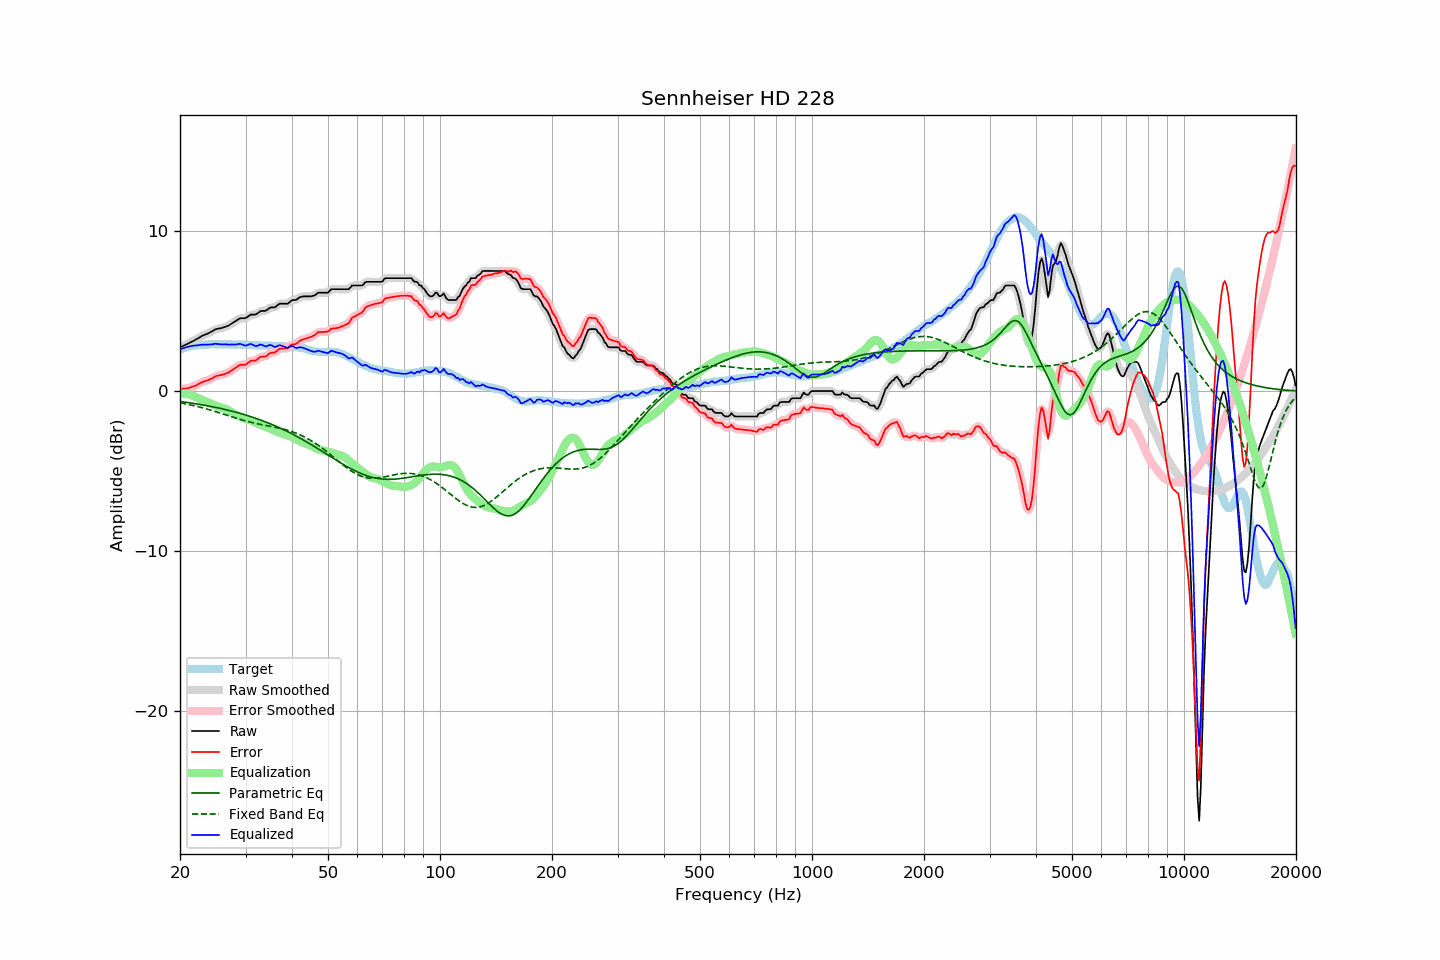 Sennheiser HD 228
Amplitude (dBr)
10
0
−10
−20
Target
Raw Smoothed
Error Smoothed
Raw
Error
Equalization
Parametric Eq
Fixed Band Eq
Equalized
20 50 100 200 500 1000 2000 5000 10000 20000
Frequency (Hz)